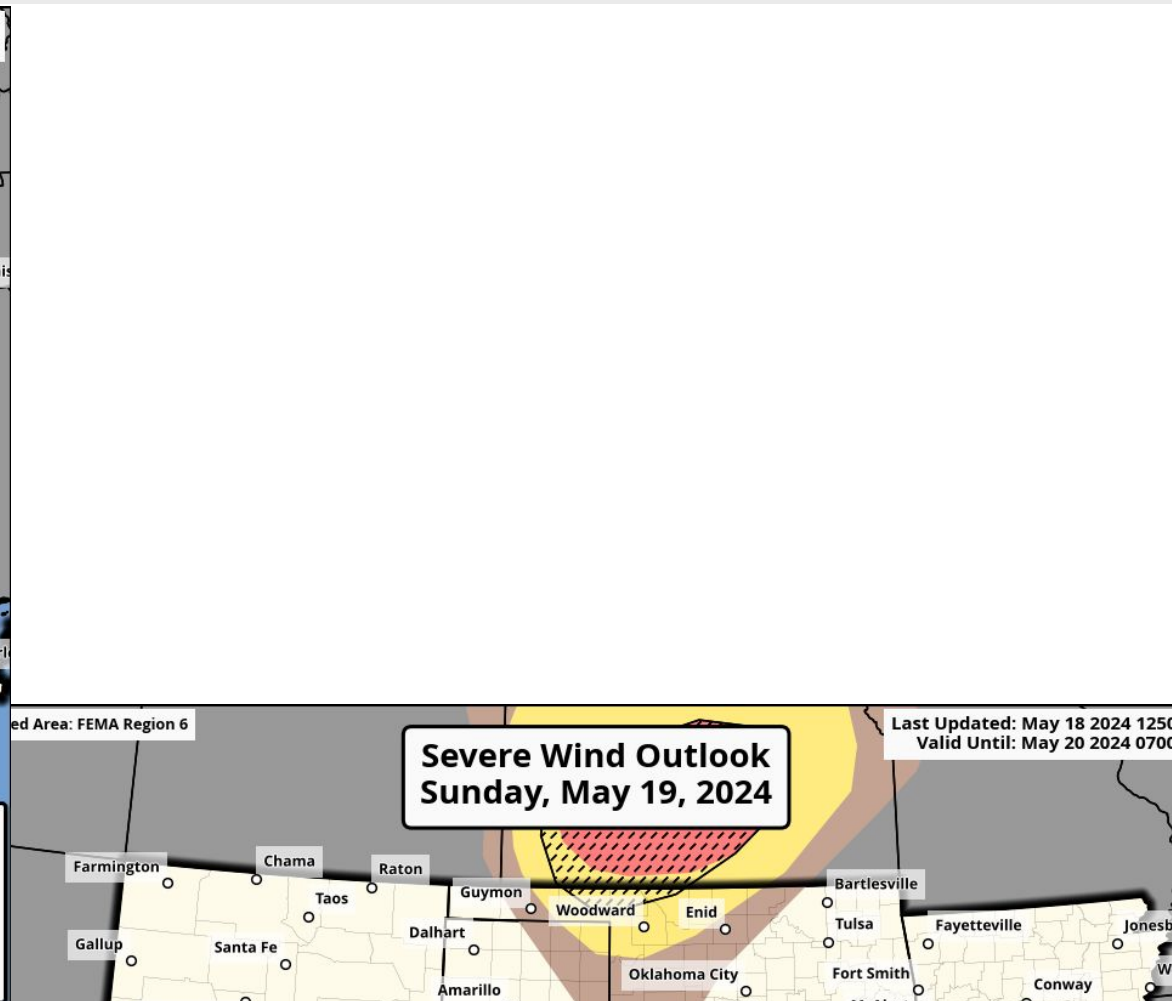 ed Area: FEMA Region 6
Severe Wind Outlook
Sunday, May 19, 2024
Last Updated: May 18 2024 1250
Valid Until: May 20 2024 0700
Farmington
Chama
Raton
Taos
Guymon
Woodward
Enid
Bartlesville
Tulsa
Fayetteville
Jonesb
Gallup
Santa Fe
Dalhart
Amarillo
Oklahoma City
Fort Smith
Conway
W